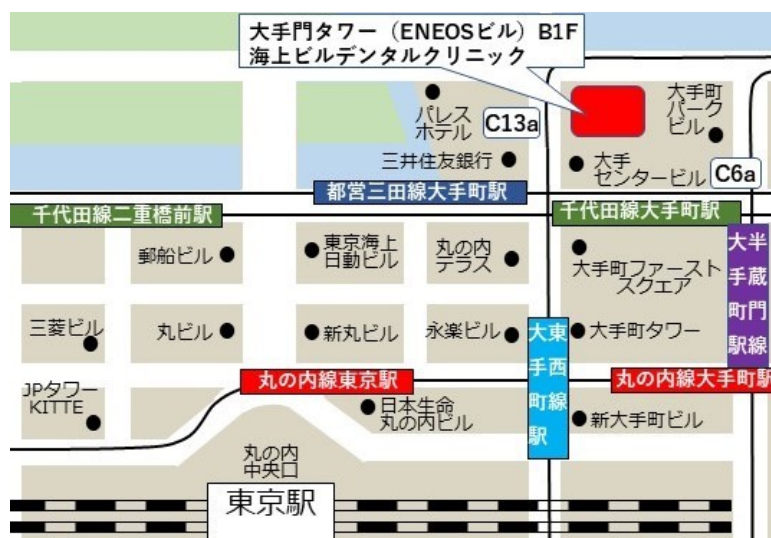 大手門タワー（ENEOSビル）B1F
海上ビルデンタルクリニック
パレス
ホテル
C13a
大手町
パーク
ビル
三井住友銀行
大手
センタービル
C6a
都営三田線大手町駅
千代田線二重橋前駅
千代田線大手町駅
郵船ビル
東京海上
日動ビル
丸の内
テラス
大手町ファースト
スクエア
半蔵門線
大手町駅
三菱ビル
丸ビル
新丸ビル
永楽ビル
東西線
大手町駅
大手町タワー
丸の内線東京駅
丸の内線大手町駅
JPタワー
KITTE
日本生命
丸の内ビル
新大手町ビル
丸の内
中央口
東京駅